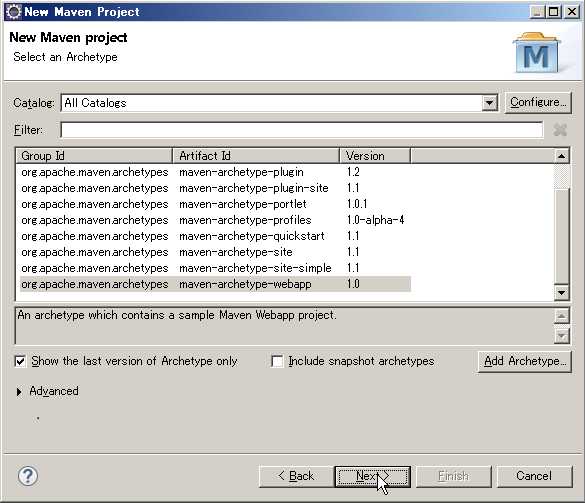 New Maven Project
New Maven project
Select an Archetype
M
Catalog: All Catalogs Configure...
Filter:
Group Id Artifact Id Version
org.apache.maven.archetypes maven-archetype-plugin 1.2
org.apache.maven.archetypes maven-archetype-plugin-site 1.1
org.apache.maven.archetypes maven-archetype-portlet 1.0.1
org.apache.maven.archetypes maven-archetype-profiles 1.0-alpha-4
org.apache.maven.archetypes maven-archetype-quickstart 1.1
org.apache.maven.archetypes maven-archetype-site 1.1
org.apache.maven.archetypes maven-archetype-site-simple 1.1
org.apache.maven.archetypes maven-archetype-webapp 1.0
An archetype which contains a sample Maven Webapp project.
Show the last version of Archetype only Include snapshot archetypes Add Archetype...
Advanced
? < Back Next > Finish Cancel